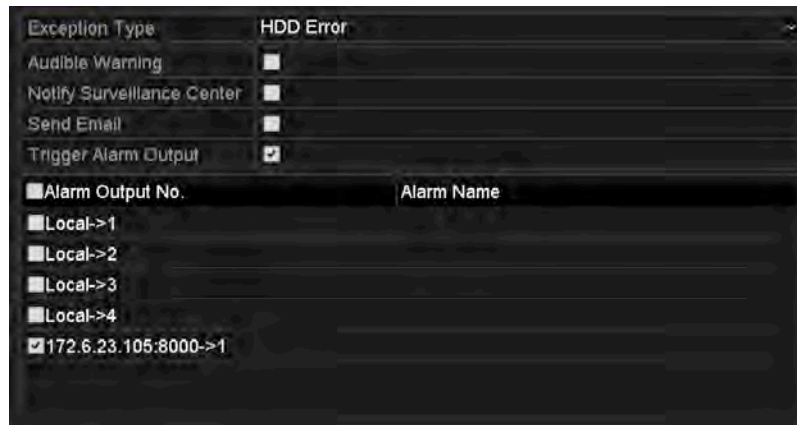 Exception Type HDD Error
Audible Warning
Notify Surveillance Center
Send Email
Trigger Alarm Output
Alarm Output No. Alarm Name
Local->1
Local->2
Local->3
Local->4
172.6.23.105:8000->1